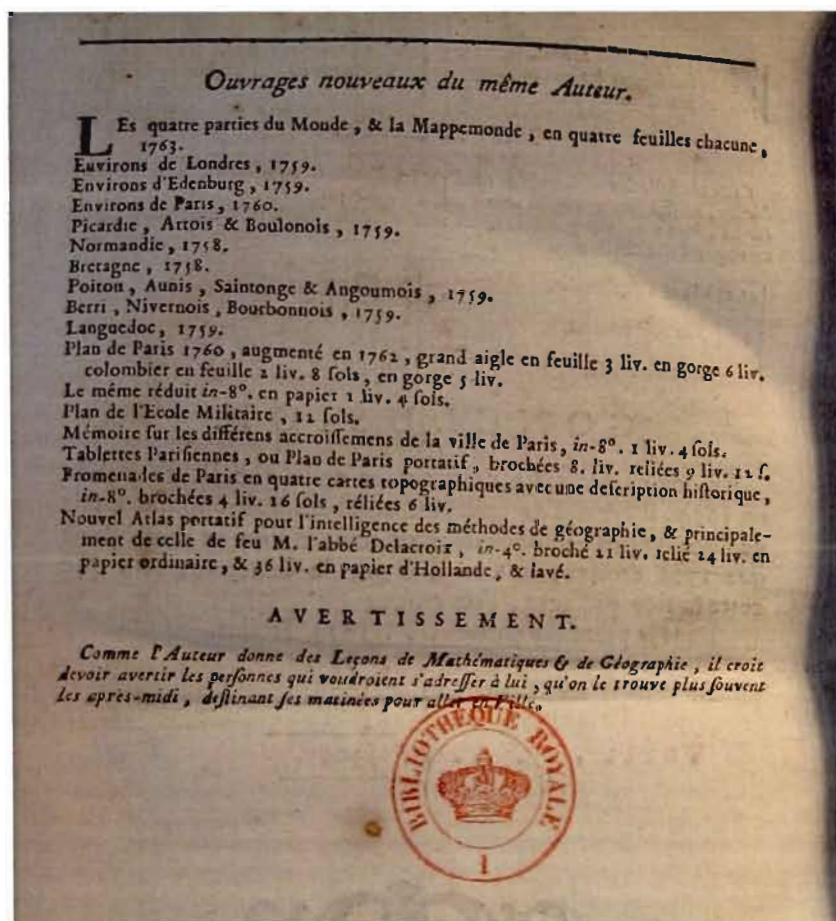 Ouvrages nouveaux du même Auteur.
LEs quatre parties du Monde, & la Mappemonde, en quatre feuilles chacune,
1763.
Environs de Londres, 1759.
Environs d'Edenburg, 1759.
Environs de Paris, 1760.
Picardie, Artois & Boulonois, 1759.
Normandie, 1758.
Bretagne, 1758.
Poitou, Aunis, Saintonge & Angoumois, 1759.
Berri, Nivernois, Bourbonnois, 1759.
Languedoc, 1759.
Plan de Paris 1760, augmenté en 1762, grand aigle en feuille 3 liv. en gorge 6 liv.
colombier en feuille 2 liv. 8 ſols, en gorge 5 liv.
Le même réduit in-8°. en papier 1 liv. 4 ſols.
Plan de l'Ecole Militaire, 12 ſols.
Mémoire ſur les différens accroiſſemens de la ville de Paris, in-8°. 1 liv. 4 ſols.
Tablettes Pariſiennes, ou Plan de Paris portatif, brochées 8. liv. reliées 9 liv. 12 ſ.
Promenades de Paris en quatre cartes topographiques avec une deſcription hiſtorique,
in-8°. brochées 4 liv. 16 ſols, réliées 6 liv.
Nouvel Atlas portatif pour l'intelligence des méthodes de géographie, & principale-
ment de celle de feu M. l'abbé Delacroix, in-4°. broché 21 liv. relié 24 liv. en
papier ordinaire, & 36 liv. en papier d'Hollande, & lavé.
AVERTISSEMENT.
Comme l'Auteur donne des Leçons de Mathématiques & de Géographie, il croit
devoir avertir les perſonnes qui voudroient s'adreſſer à lui, qu'on le trouve plus ſouvent
les après-midi, deſtinant ſes matinées pour aller en Ville.
BIBLIOTHEQUE ROYALE
I